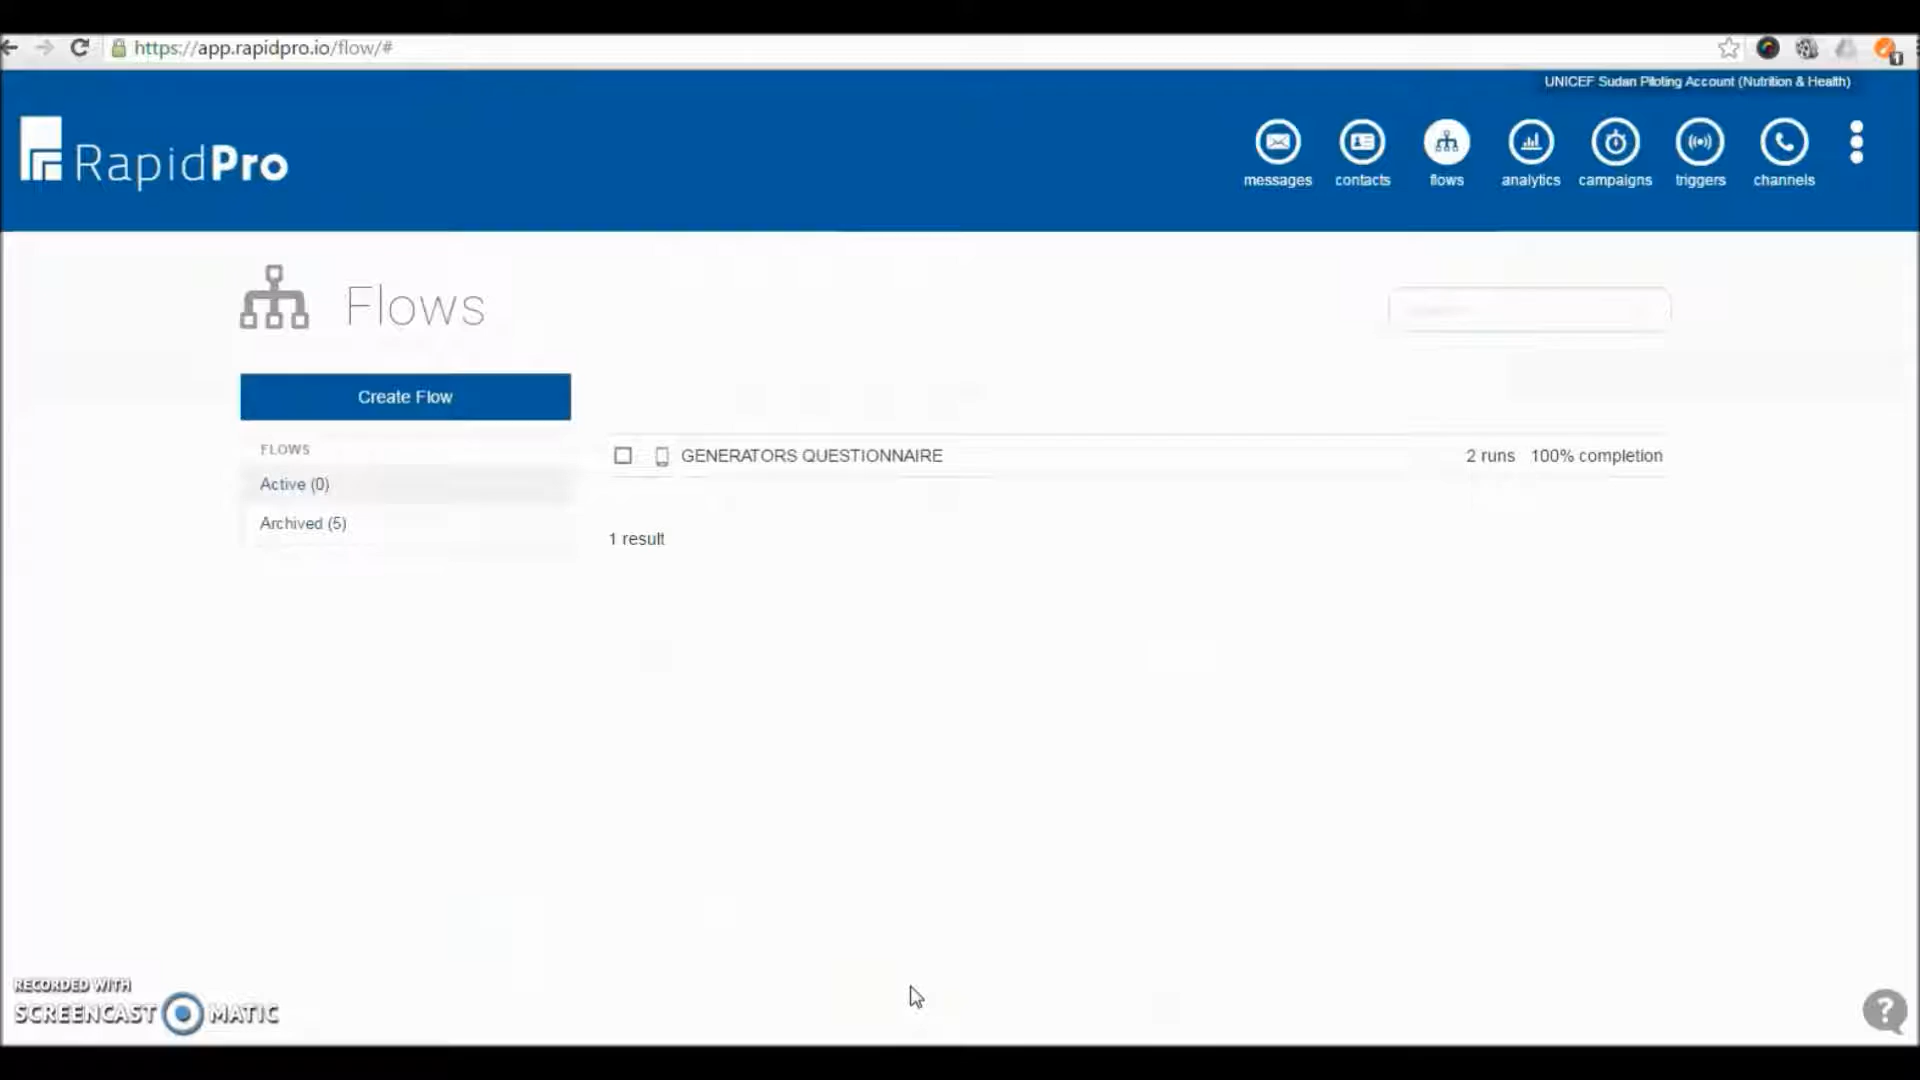 https://app.rapidpro.io/flow/#
UNICEF Sudan Piloting Account (Nutrition & Health)
RapidPro
messages contacts flows analytics campaigns triggers channels
Flows
Create Flow
FLOWS
Active (0)
Archived (5)
GENERATORS QUESTIONNAIRE 2 runs 100% completion
1 result
RECORDED WITH
SCREENCAST MATIC
?
1